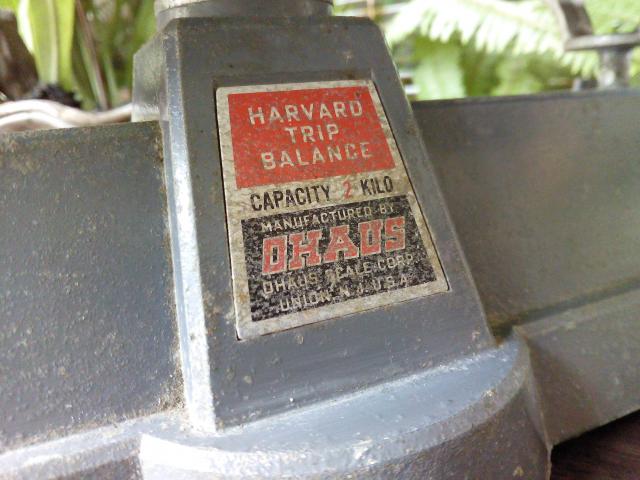 HARVARD
TRIP
BALANCE
CAPACITY 2 KILO
MANUFACTURED BY
OHAUS
OHAUS SCALE CORP.
UNION, N.J. U.S.A.